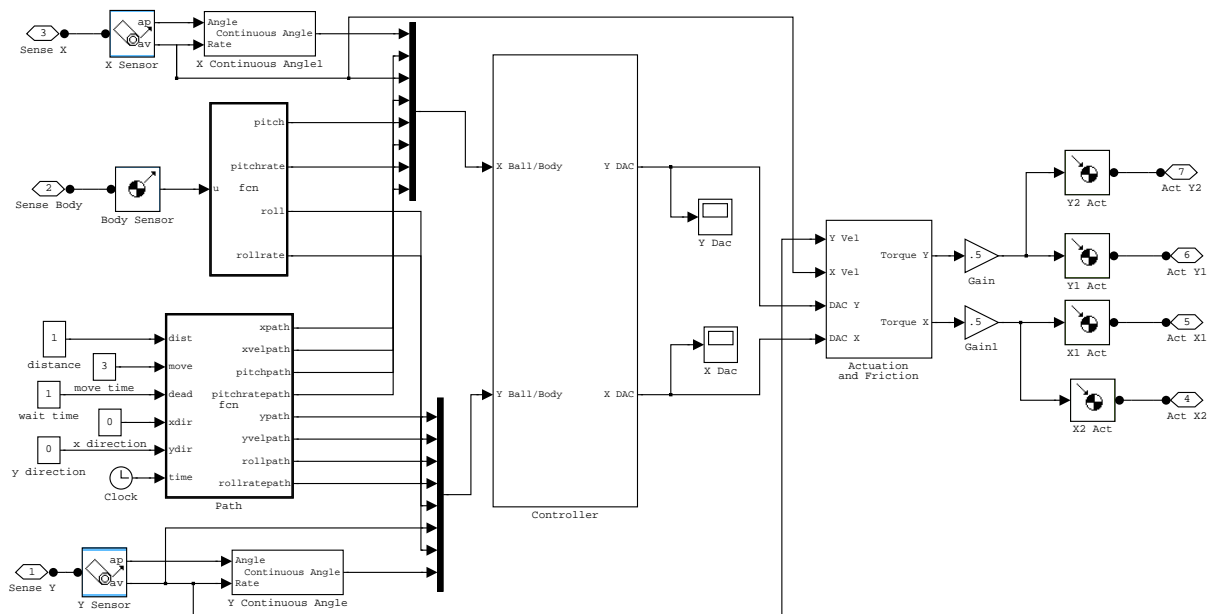 3
Sense X
ap
av
X Sensor
Angle
Continuous Angle
Rate
X Continuous Angle1
2
Sense Body
Body Sensor
u
fcn
pitch
pitchrate
roll
rollrate
1
distance
3
move time
1
wait time
0
x direction
0
y direction
Clock
dist
move
dead
xdir
ydir
time
fcn
xpath
xvelpath
pitchpath
pitchratepath
ypath
yvelpath
rollpath
rollratepath
Path
1
Sense Y
ap
av
Y Sensor
Angle
Continuous Angle
Rate
Y Continuous Angle
X Ball/Body
Y DAC
Y Ball/Body
X DAC
Controller
Y Dac
X Dac
Y Vel
X Vel
DAC Y
DAC X
Torque Y
Torque X
Actuation
and Friction
.5
Gain
.5
Gain1
Y2 Act
7
Act Y2
Y1 Act
6
Act Y1
X1 Act
5
Act X1
X2 Act
4
Act X2